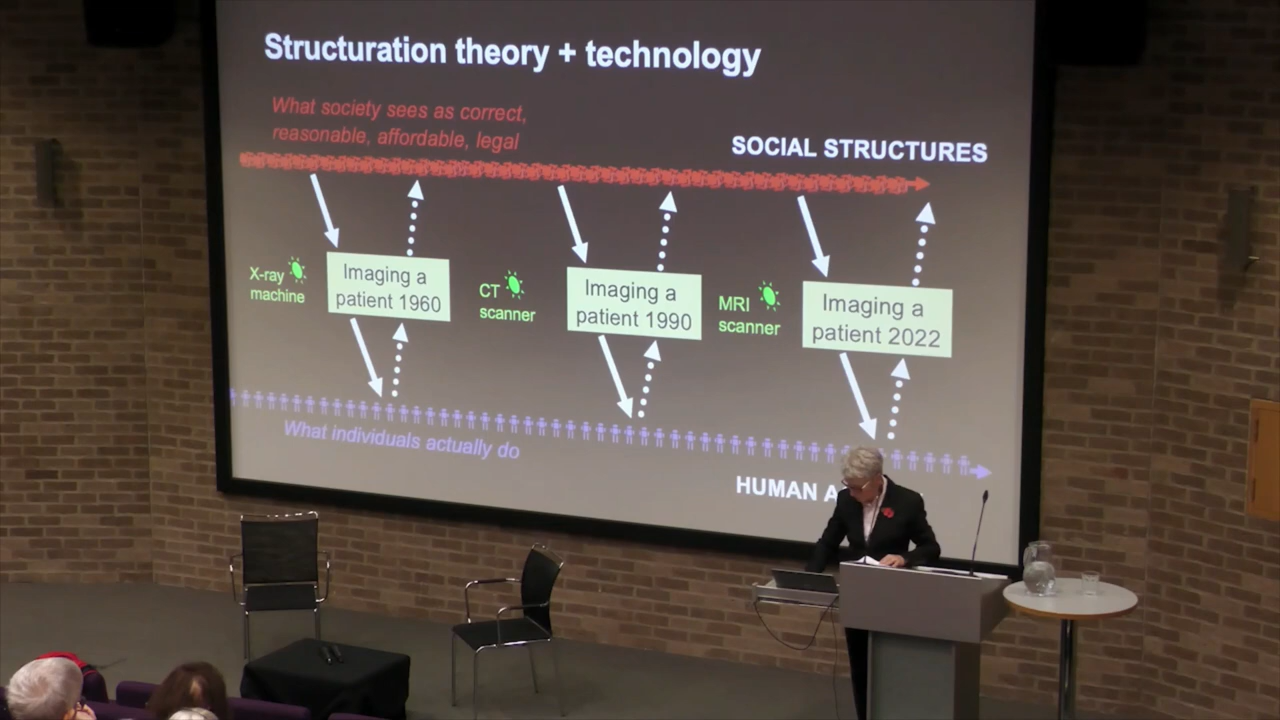 Structuration theory + technology
What society sees as correct,
reasonable, affordable, legal
SOCIAL STRUCTURES
X-ray
machine
Imaging a
patient 1960
CT
scanner
Imaging a
patient 1990
MRI
scanner
Imaging a
patient 2022
What individuals actually do
HUMAN A